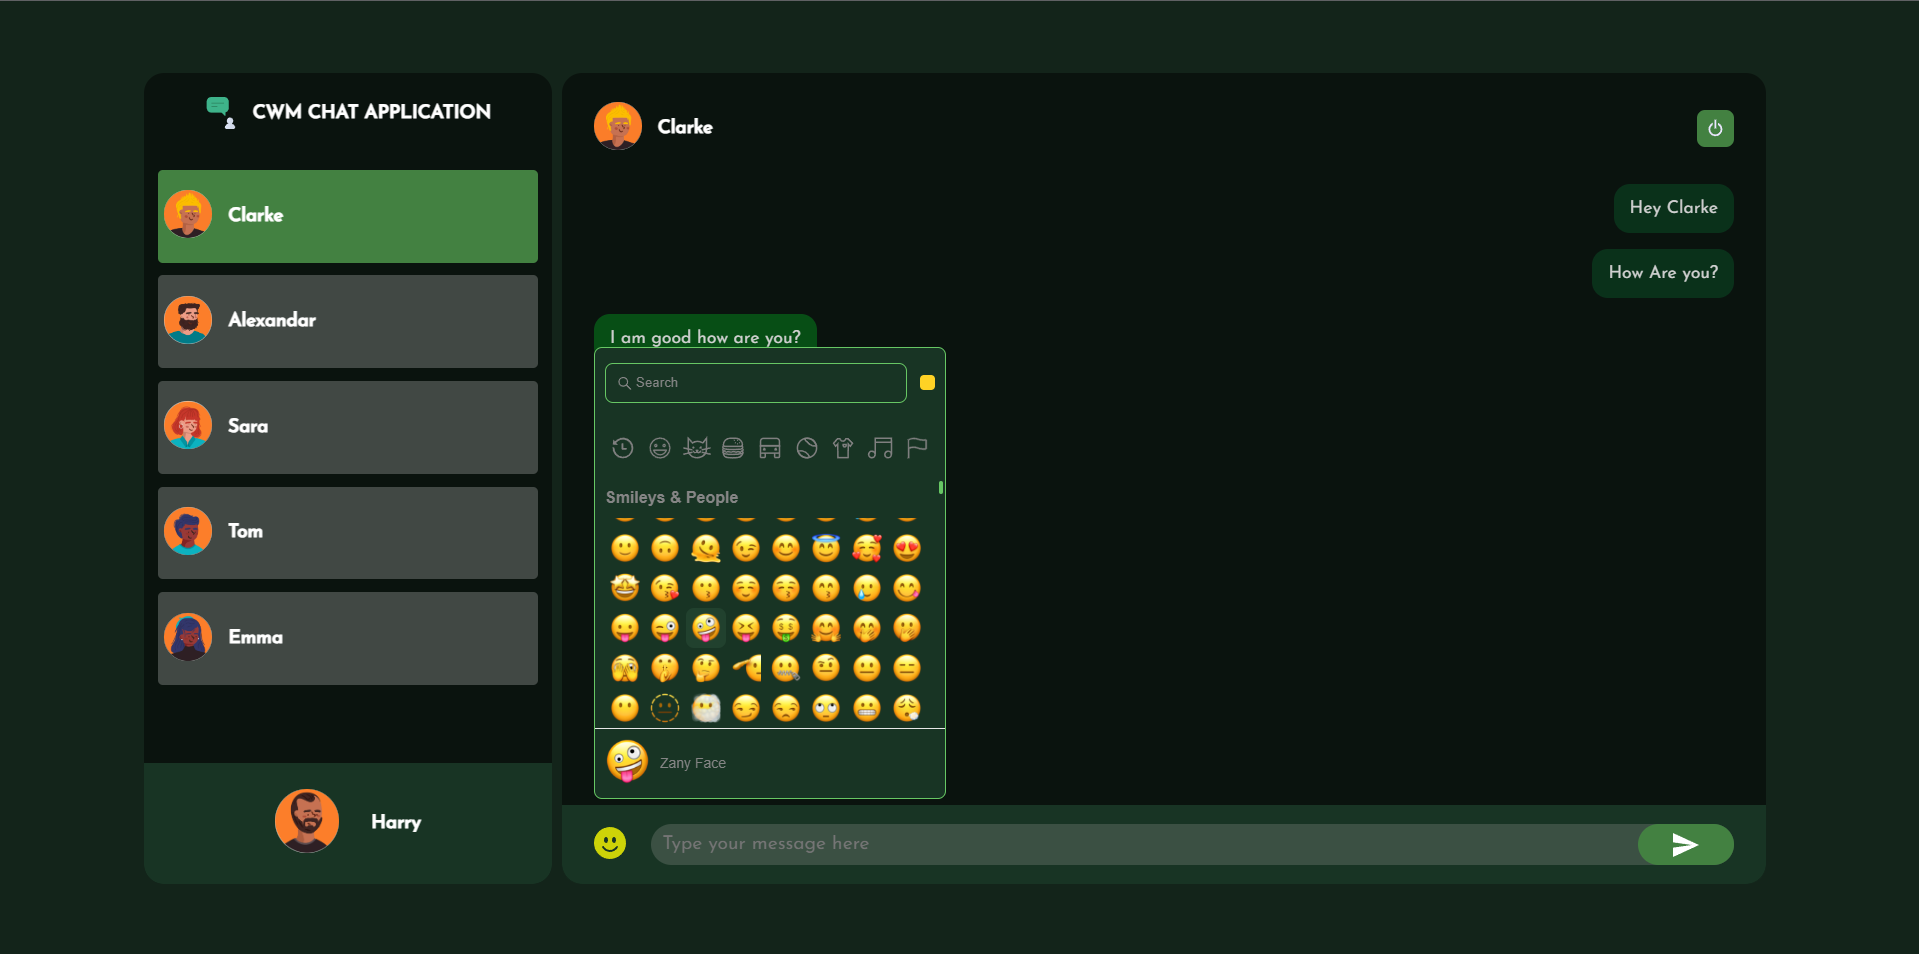 CWM CHAT APPLICATION
Clarke
Alexandar
Sara
Tom
Emma
Harry
Clarke
Hey Clarke
How Are you?
I am good how are you?
Search
Smileys & People
Zany Face
Type your message here